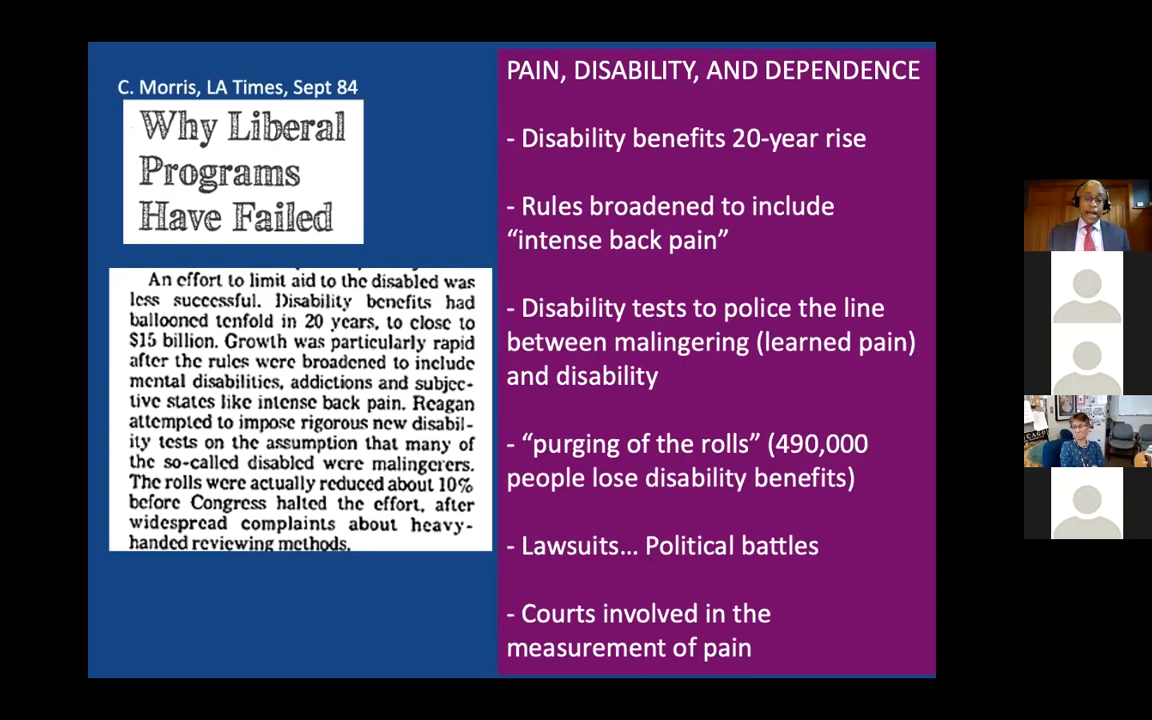 C. Morris, LA Times, Sept 84
Why Liberal
Programs
Have Failed
An effort to limit aid to the disabled was
less successful. Disability benefits had
ballooned tenfold in 20 years, to close to
$15 billion. Growth was particularly rapid
after the rules were broadened to include
mental disabilities, addictions and subjec-
tive states like intense back pain. Reagan
attempted to impose rigorous new disabil-
ity tests on the assumption that many of
the so-called disabled were malingerers.
The rolls were actually reduced about 10%
before Congress halted the effort, after
widespread complaints about heavy-
handed reviewing methods.
PAIN, DISABILITY, AND DEPENDENCE
- Disability benefits 20-year rise
- Rules broadened to include
“intense back pain”
- Disability tests to police the line
between malingering (learned pain)
and disability
- “purging of the rolls” (490,000
people lose disability benefits)
- Lawsuits... Political battles
- Courts involved in the
measurement of pain